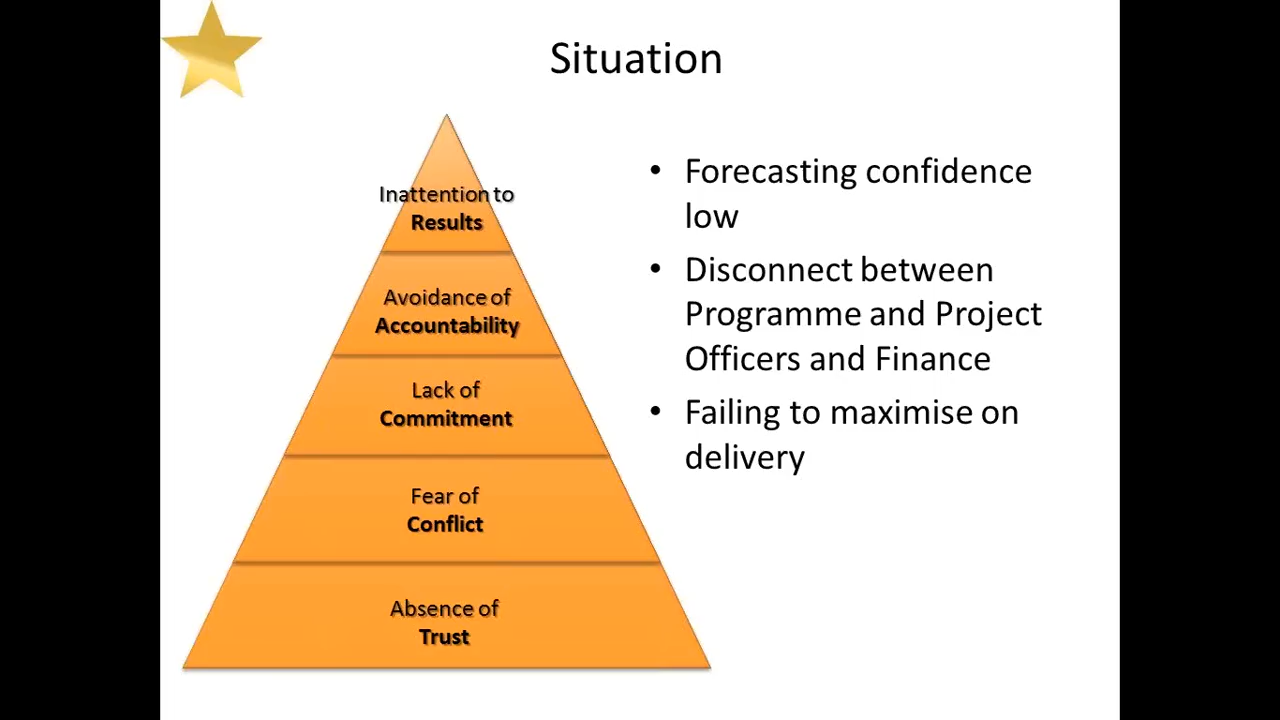 Situation
Inattention to
Results
Avoidance of
Accountability
Lack of
Commitment
Fear of
Conflict
Absence of
Trust
• Forecasting confidence
low
• Disconnect between
Programme and Project
Officers and Finance
• Failing to maximise on
delivery